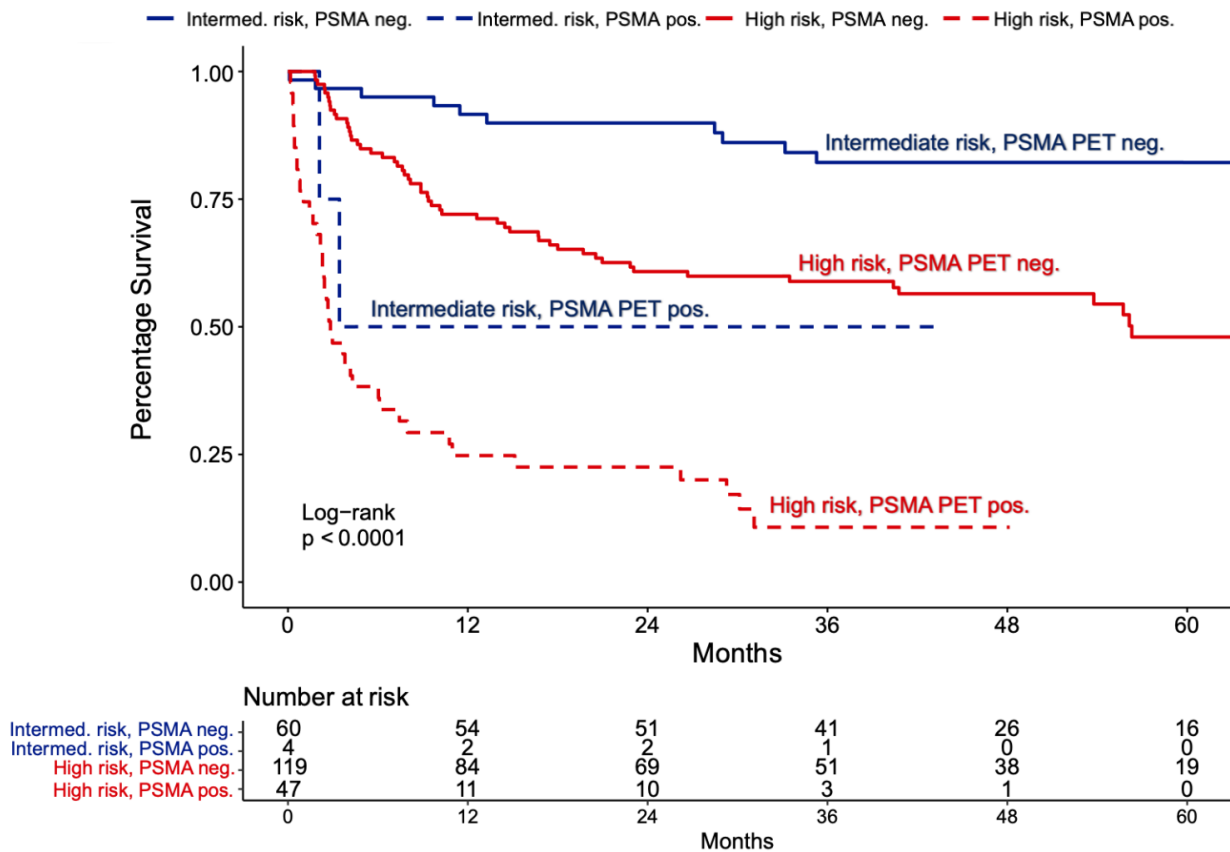 Intermed. risk, PSMA neg. Intermed. risk, PSMA pos. High risk, PSMA neg. High risk, PSMA pos.
1.00
Intermediate risk, PSMA PET neg.
0.75
High risk, PSMA PET neg.
Intermediate risk, PSMA PET pos.
0.50
Percentage Survival
0.25
High risk, PSMA PET pos.
Log-rank
p < 0.0001
0.00
0 12 24 36 48 60
Months
Number at risk
Intermed. risk, PSMA neg. 60 54 51 41 26 16
Intermed. risk, PSMA pos. 4 2 2 1 0 0
High risk, PSMA neg. 119 84 69 51 38 19
High risk, PSMA pos. 47 11 10 3 1 0
0 12 24 36 48 60
Months